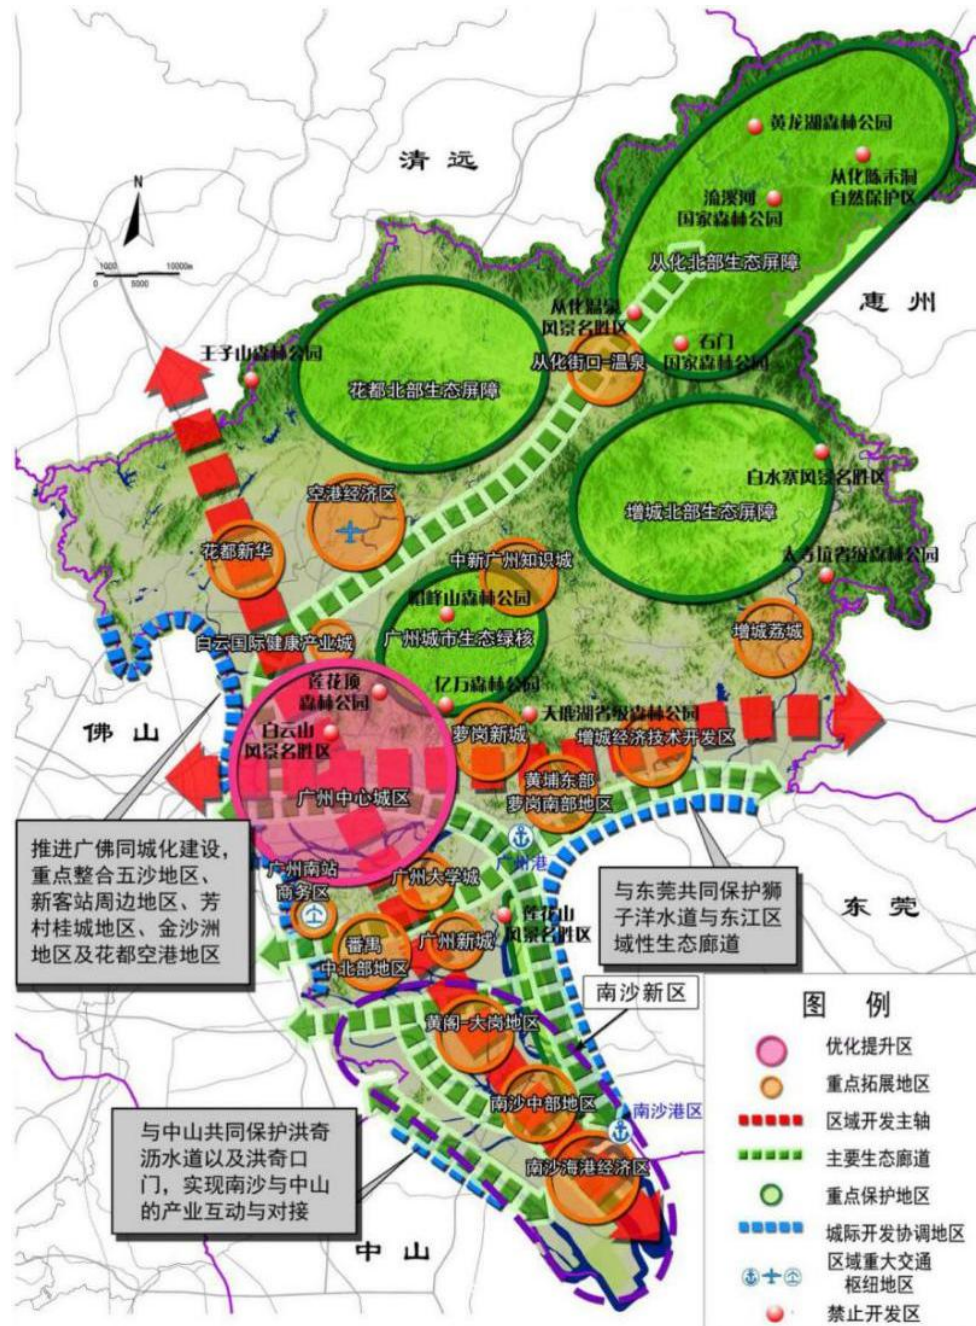 清远
N
1000 10000m
0 5000
黄龙湖森林公园
从化陈禾洞
自然保护区
流溪河
国家森林公园
从化北部生态屏障
惠州
从化温泉
风景名胜区
石门
国家森林公园
从化街口-温泉
王子山森林公园
花都北部生态屏障
白水寨风景名胜区
增城北部生态屏障
空港经济区
花都新华
中新广州知识城
太寺拉省级森林公园
帽峰山森林公园
广州城市生态绿核
白云国际健康产业城
增城荔城
佛山
莲花顶
森林公园
亿万森林公园
白云山
风景名胜区
天鹿湖省级森林公园
萝岗新城
增城经济技术开发区
黄埔东部
萝岗南部地区
广州中心城区
广州港
推进广佛同城化建设，
重点整合五沙地区、
新客站周边地区、芳
村桂城地区、金沙洲
地区及花都空港地区
广州南站
商务区
广州大学城
与东莞共同保护狮
子洋水道与东江区
域性生态廊道
东莞
莲花山
风景名胜区
番禺
中北部地区
广州新城
南沙新区
黄阁-大岗地区
南沙中部地区
南沙港区
与中山共同保护洪奇
沥水道以及洪奇口
门，实现南沙与中山
的产业互动与对接
南沙海港经济区
中山
图例
优化提升区
重点拓展地区
区域开发主轴
主要生态廊道
重点保护地区
城际开发协调地区
区域重大交通
枢纽地区
禁止开发区